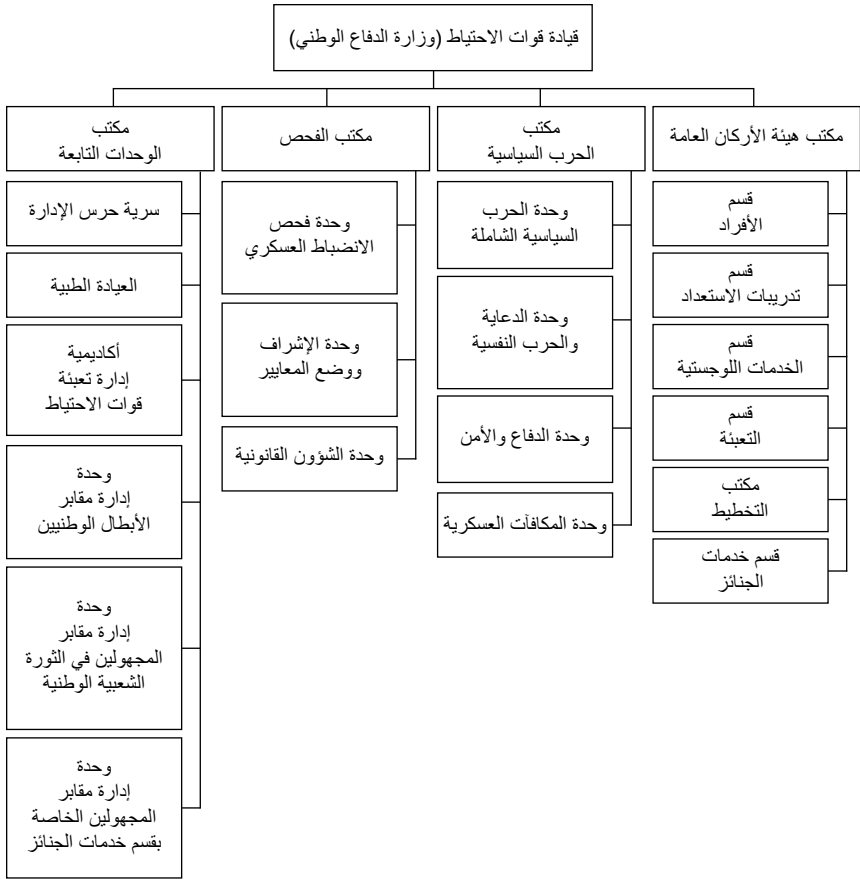 قيادة قوات الاحتياط (وزارة الدفاع الوطني)
مكتب هيئة الأركان العامة
قسم
الأفراد
قسم
تدريبات الاستعداد
قسم
الخدمات اللوجستية
قسم
التعبئة
مكتب
التخطيط
قسم خدمات
الجنائز
مكتب
الحرب السياسية
وحدة الحرب
السياسية الشاملة
وحدة الدعاية
والحرب النفسية
وحدة الدفاع والأمن
وحدة المكافآت العسكرية
مكتب الفحص
وحدة فحص
الانضباط العسكري
وحدة الإشراف
ووضع المعايير
وحدة الشؤون القانونية
مكتب
الوحدات التابعة
سرية حرس الإدارة
العيادة الطبية
أكاديمية
إدارة تعبئة
قوات الاحتياط
وحدة
إدارة مقابر
الأبطال الوطنيين
وحدة
إدارة مقابر
المجهولين في الثورة
الشعبية الوطنية
وحدة
إدارة مقابر
المجهولين الخاصة
بقسم خدمات الجنائز